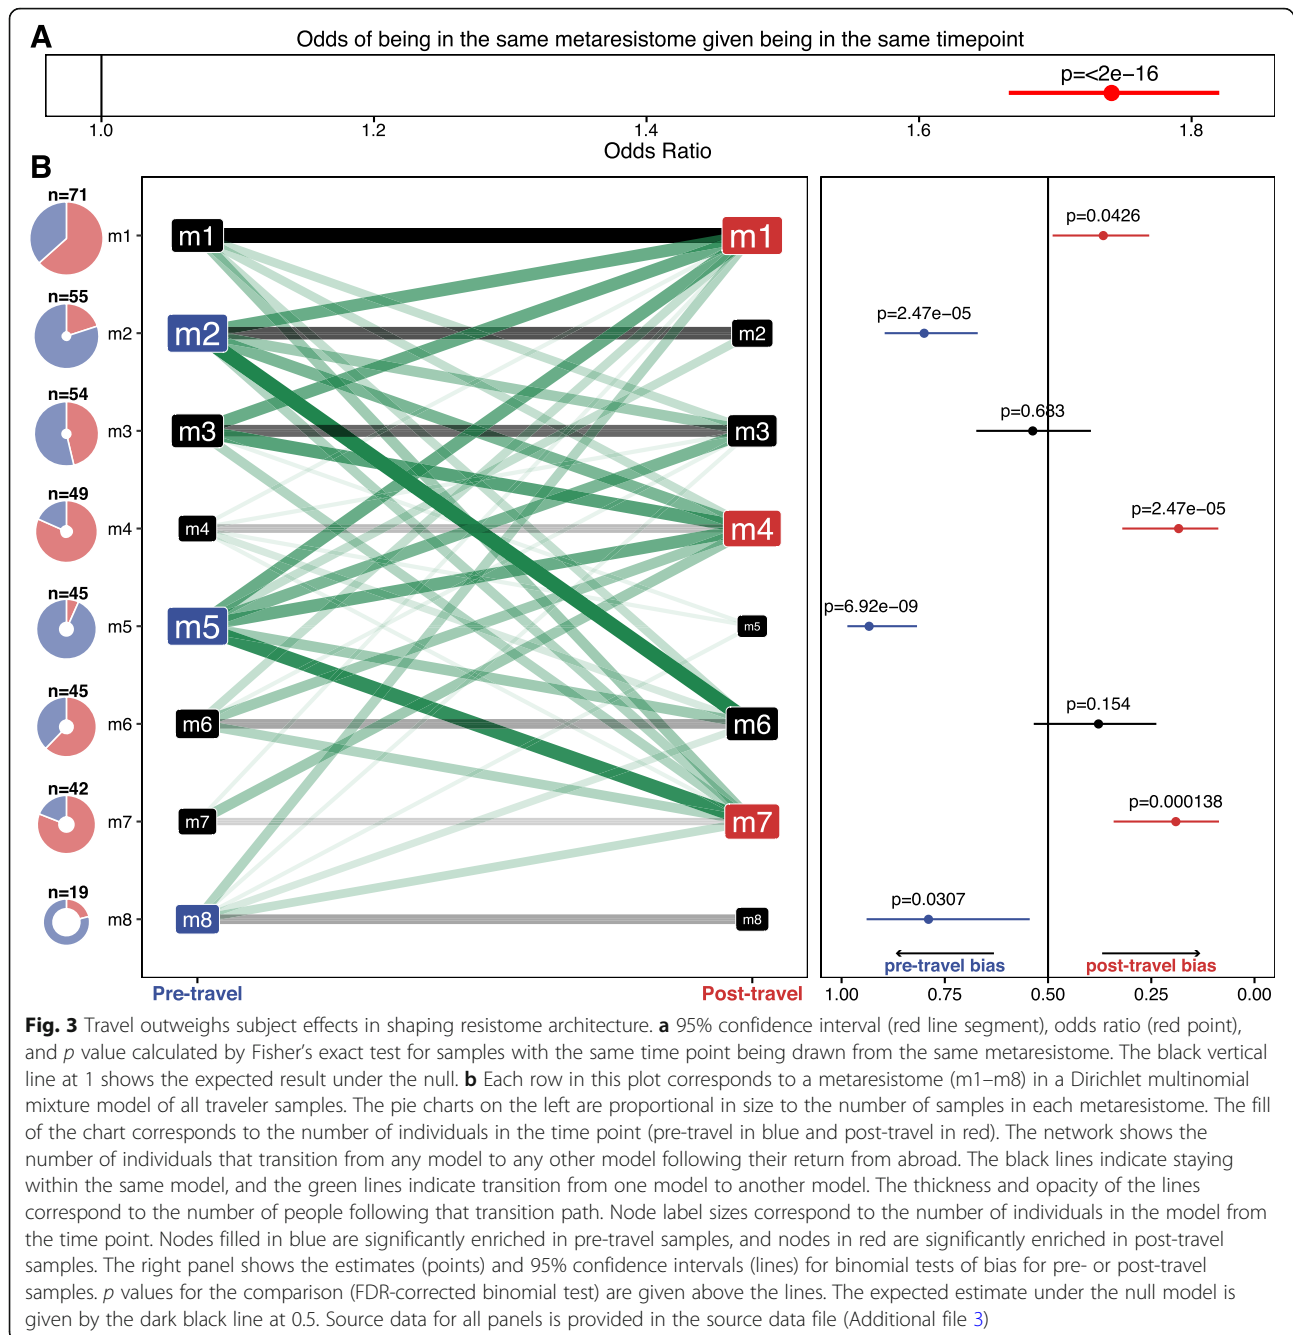 A
Odds of being in the same metaresistome given being in the same timepoint
p=<2e−16
1.0 1.2 1.4 1.6 1.8
Odds Ratio
B
n=71
m1 m1 m1
p=0.0426
n=55
m2 m2 m2
p=2.47e−05
n=54
m3 m3 m3
p=0.683
n=49
m4 m4 m4
p=2.47e−05
n=45
m5 m5 m5
p=6.92e−09
n=45
m6 m6 m6
p=0.154
n=42
m7 m7 m7
p=0.000138
n=19
m8 m8 m8
p=0.0307
pre−travel bias post−travel bias
Pre−travel Post−travel
1.00 0.75 0.50 0.25 0.00
Fig. 3 Travel outweighs subject effects in shaping resistome architecture. a 95% confidence interval (red line segment), odds ratio (red point),
and p value calculated by Fisher's exact test for samples with the same time point being drawn from the same metaresistome. The black vertical
line at 1 shows the expected result under the null. b Each row in this plot corresponds to a metaresistome (m1–m8) in a Dirichlet multinomial
mixture model of all traveler samples. The pie charts on the left are proportional in size to the number of samples in each metaresistome. The fill
of the chart corresponds to the number of individuals in the time point (pre-travel in blue and post-travel in red). The network shows the
number of individuals that transition from any model to any other model following their return from abroad. The black lines indicate staying
within the same model, and the green lines indicate transition from one model to another model. The thickness and opacity of the lines
correspond to the number of people following that transition path. Node label sizes correspond to the number of individuals in the model from
the time point. Nodes filled in blue are significantly enriched in pre-travel samples, and nodes in red are significantly enriched in post-travel
samples. The right panel shows the estimates (points) and 95% confidence intervals (lines) for binomial tests of bias for pre- or post-travel
samples. p values for the comparison (FDR-corrected binomial test) are given above the lines. The expected estimate under the null model is
given by the dark black line at 0.5. Source data for all panels is provided in the source data file (Additional file 3)